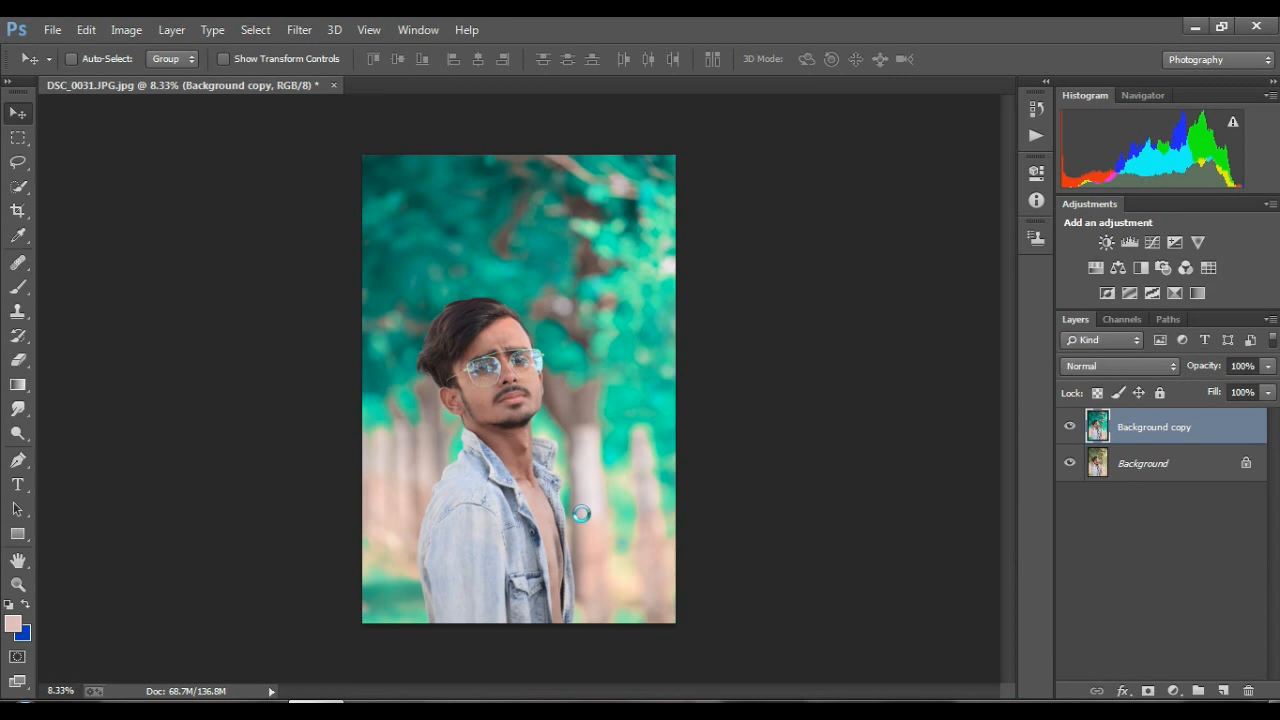 Ps File Edit Image Layer Type Select Filter 3D View Window Help
Auto-Select: Group Show Transform Controls 3D Mode: Photography
DSC_0031.JPG.jpg @ 8.33% (Background copy, RGB/8) * ×
Histogram Navigator
Adjustments
Add an adjustment
Layers Channels Paths
Kind
Normal Opacity: 100%
Lock: Fill: 100%
Background copy
Background
8.33% Doc: 68.7M/136.8M